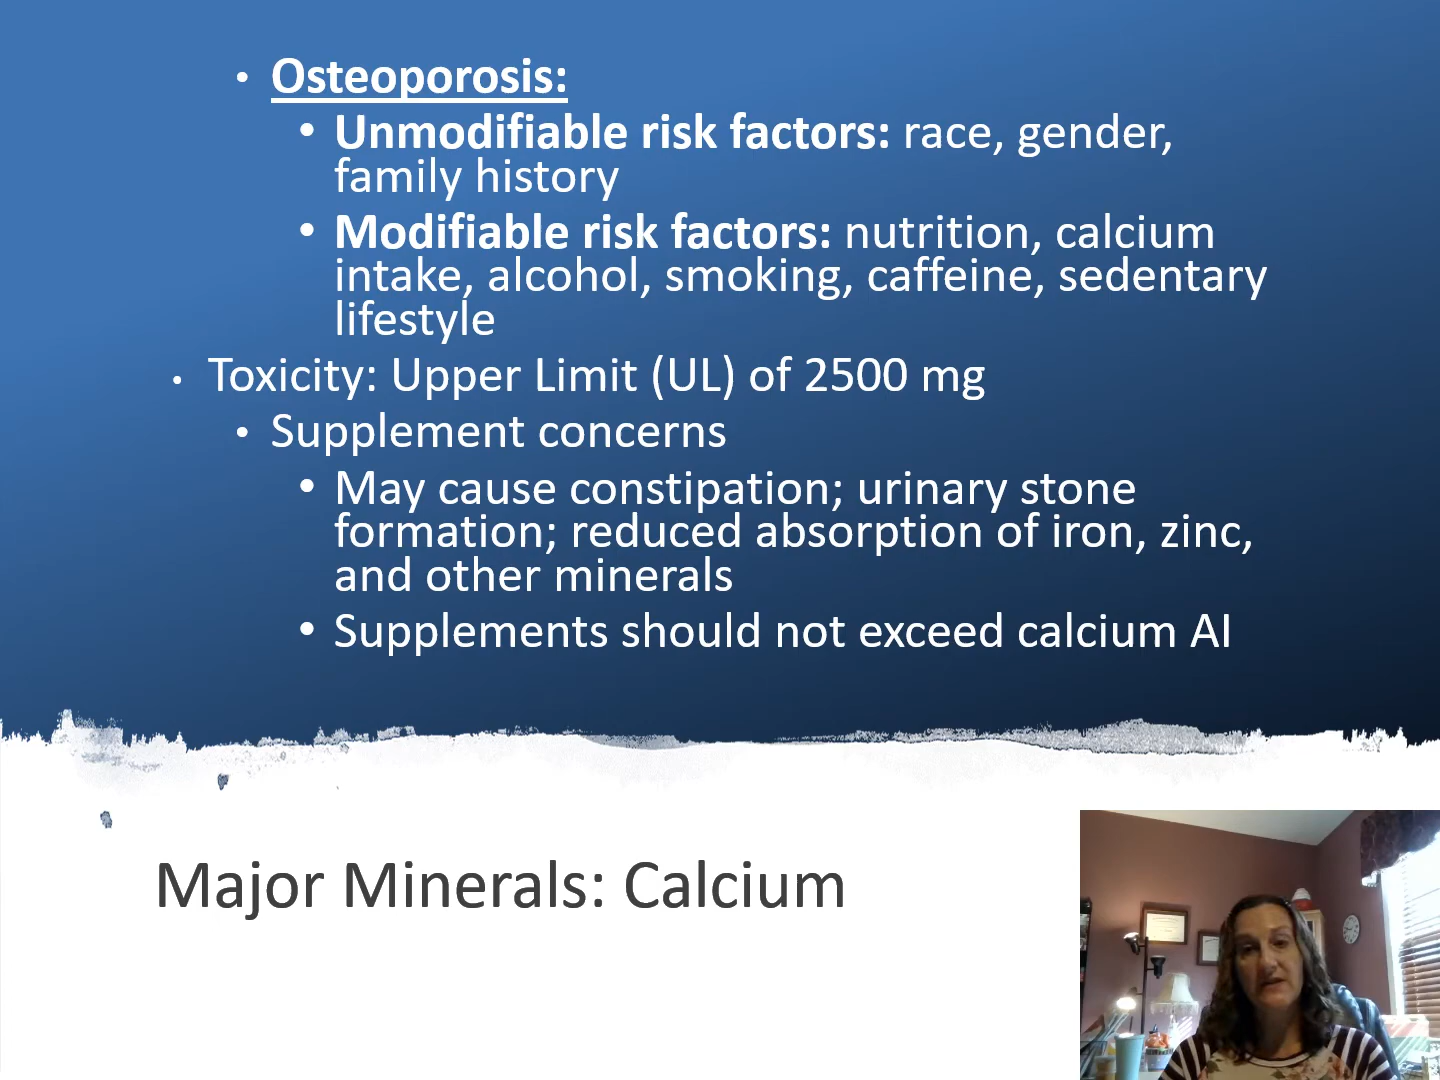 • Osteoporosis:
• Unmodifiable risk factors: race, gender,
family history
• Modifiable risk factors: nutrition, calcium
intake, alcohol, smoking, caffeine, sedentary
lifestyle
• Toxicity: Upper Limit (UL) of 2500 mg
• Supplement concerns
• May cause constipation; urinary stone
formation; reduced absorption of iron, zinc,
and other minerals
• Supplements should not exceed calcium AI
Major Minerals: Calcium